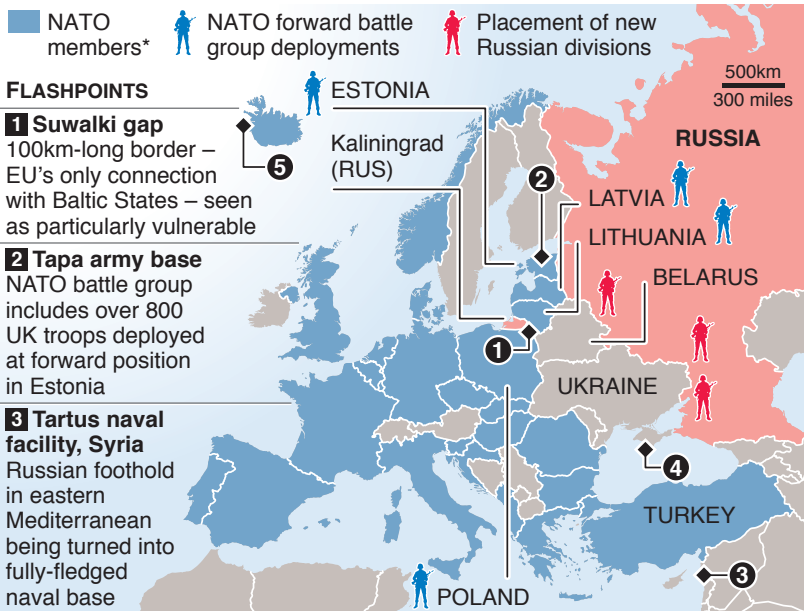 NATO
members*
NATO forward battle
group deployments
Placement of new
Russian divisions
500km
300 miles
FLASHPOINTS
1 Suwalki gap
100km-long border –
EU's only connection
with Baltic States – seen
as particularly vulnerable
2 Tapa army base
NATO battle group
includes over 800
UK troops deployed
at forward position
in Estonia
3 Tartus naval
facility, Syria
Russian foothold
in eastern
Mediterranean
being turned into
fully-fledged
naval base
ESTONIA
Kaliningrad
(RUS)
5
2
RUSSIA
LATVIA
LITHUANIA
BELARUS
1
UKRAINE
4
TURKEY
3
POLAND